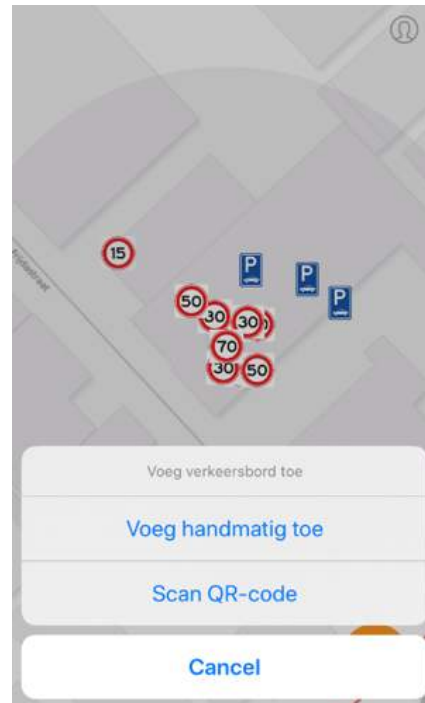 15
P
P
P
50
30
30
70
30
50
Voeg verkeersbord toe
Voeg handmatig toe
Scan QR-code
Cancel